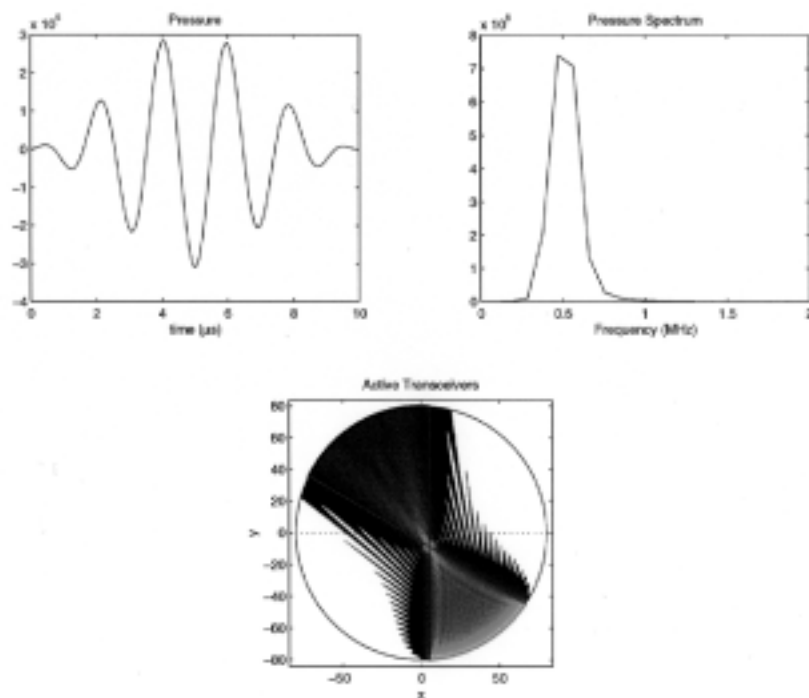 Pressure
x 10
3
2
1
0
-1
-2
-3
-4
0 2 4 6 8 10
time (µs)
Pressure Spectrum
x 10
8
7
6
5
4
3
2
1
0
0 0.5 1 1.5 2
Frequency (MHz)
Active Transceivers
80
60
40
20
0
-20
-40
-60
-80
y
-50 0 50
x